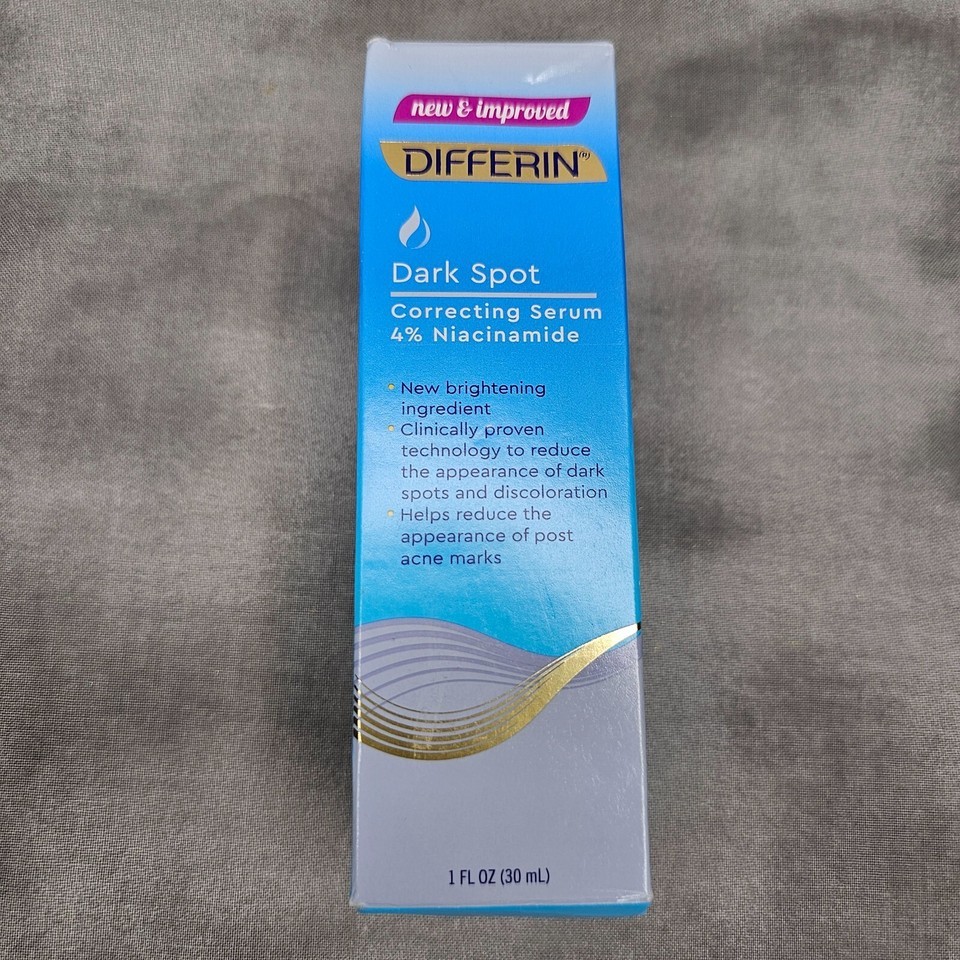 new & improved
DIFFERIN®
Dark Spot
Correcting Serum
4% Niacinamide
• New brightening
ingredient
• Clinically proven
technology to reduce
the appearance of dark
spots and discoloration
• Helps reduce the
appearance of post
acne marks
1 FL OZ (30 mL)